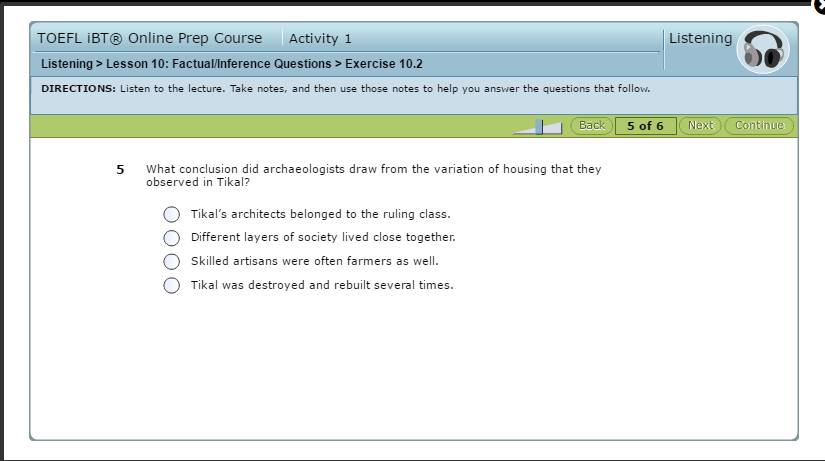 TOEFL iBT® Online Prep Course Activity 1 Listening
Listening > Lesson 10: Factual/Inference Questions > Exercise 10.2
DIRECTIONS: Listen to the lecture. Take notes, and then use those notes to help you answer the questions that follow.
Back 5 of 6 Next Continue
5 What conclusion did archaeologists draw from the variation of housing that they
observed in Tikal?
Tikal's architects belonged to the ruling class.
Different layers of society lived close together.
Skilled artisans were often farmers as well.
Tikal was destroyed and rebuilt several times.